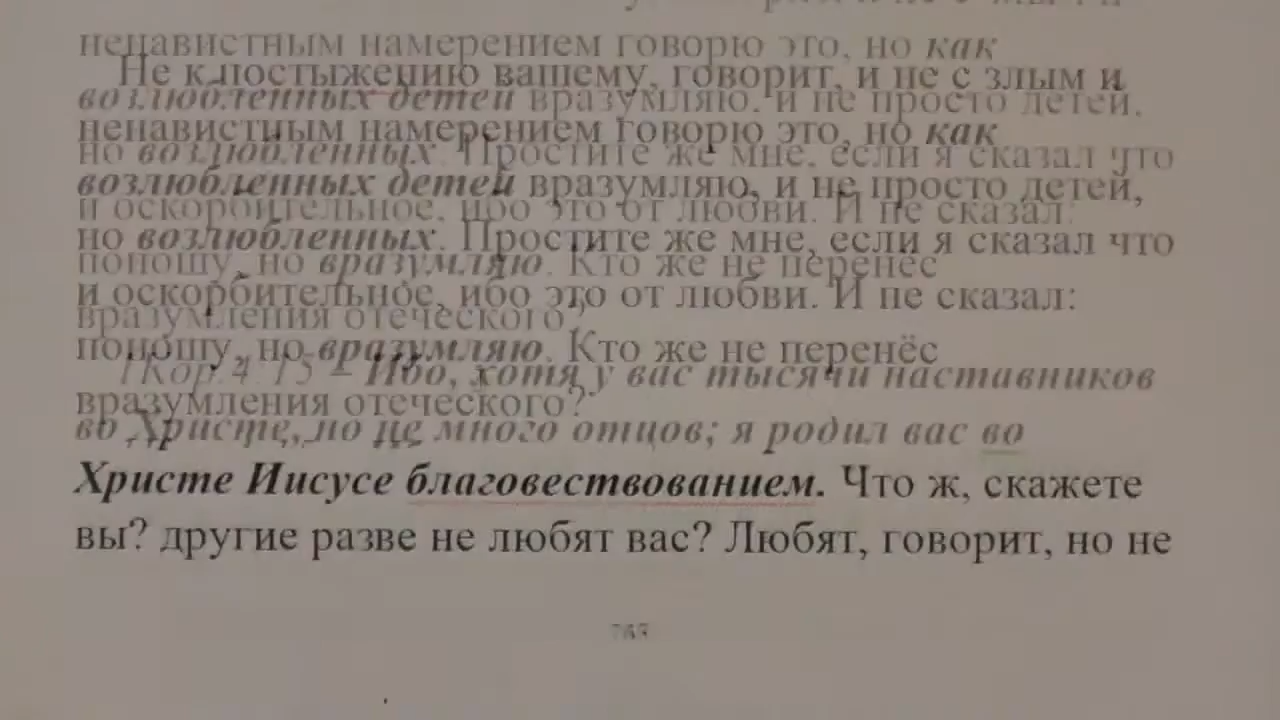 Не к постыжению вашему, говорит, и не с злым и
ненавистным намерением говорю это, но как
возлюбленных детей вразумляю, и не просто детей,
но возлюбленных. Простите же мне, если я сказал что
и оскорбительное, ибо это от любви. И не сказал:
поношу, но вразумляю. Кто же не перенёс
вразумления отеческого?
1Кор.4:15 – Ибо, хотя у вас тысячи наставников
во Христе, но не много отцов; я родил вас во
Христе Иисусе благовествованием. Что ж, скажете
вы? другие разве не любят вас? Любят, говорит, но не